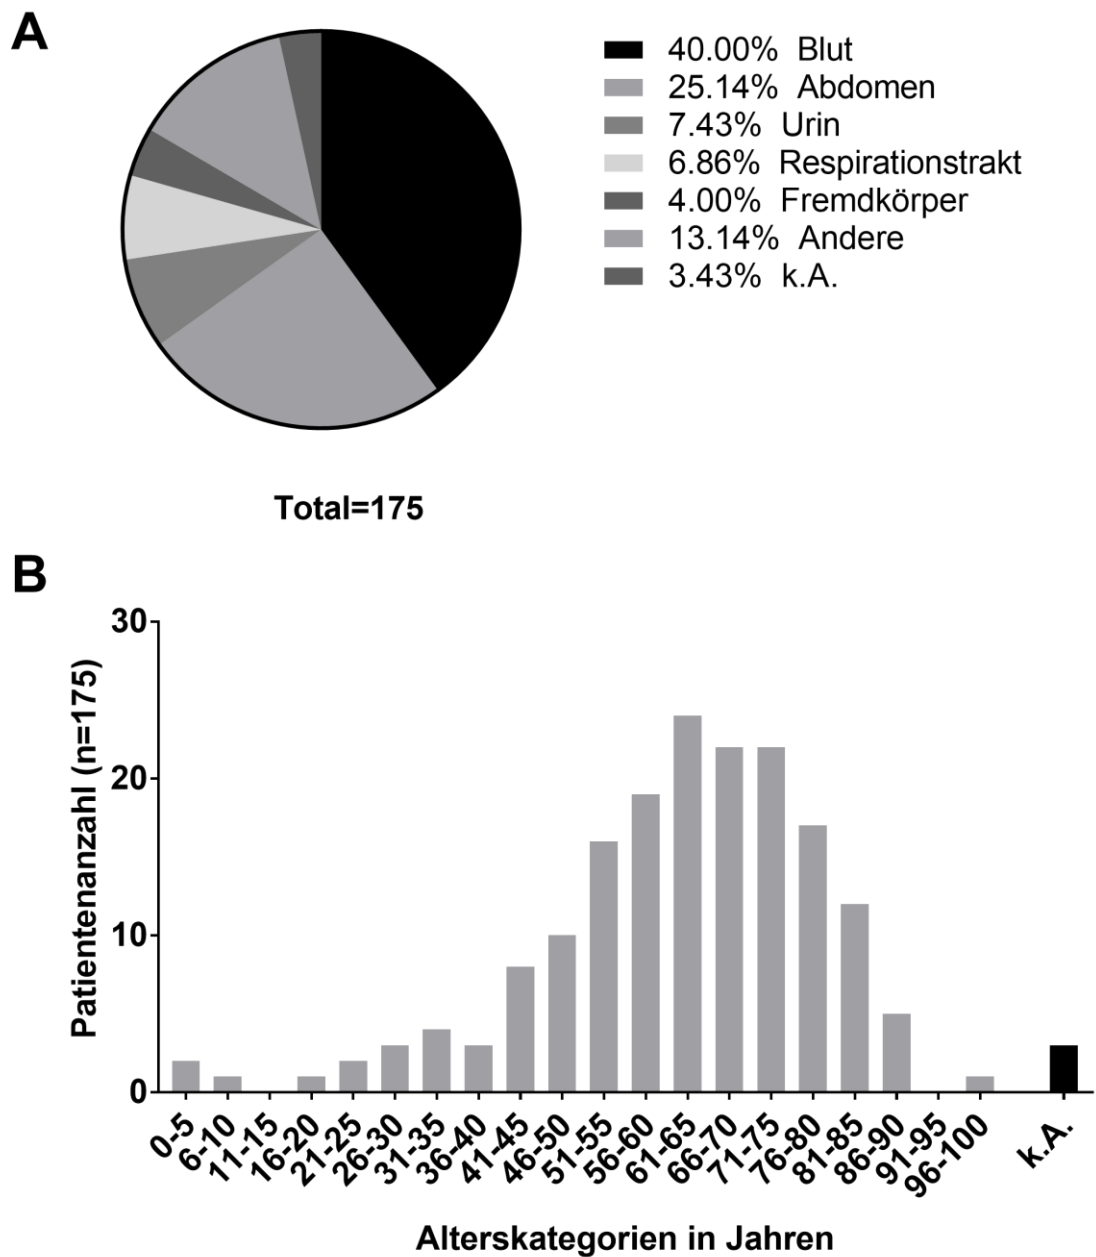 A
40.00% Blut
25.14% Abdomen
7.43% Urin
6.86% Respirationstrakt
4.00% Fremdkörper
13.14% Andere
3.43% k.A.
Total=175
B
Patientenanzahl (n=175)
30
20
10
0
0-5
6-10
11-15
16-20
21-25
26-30
31-35
36-40
41-45
46-50
51-55
56-60
61-65
66-70
71-75
76-80
81-85
86-90
91-95
96-100
k.A.
Alterskategorien in Jahren